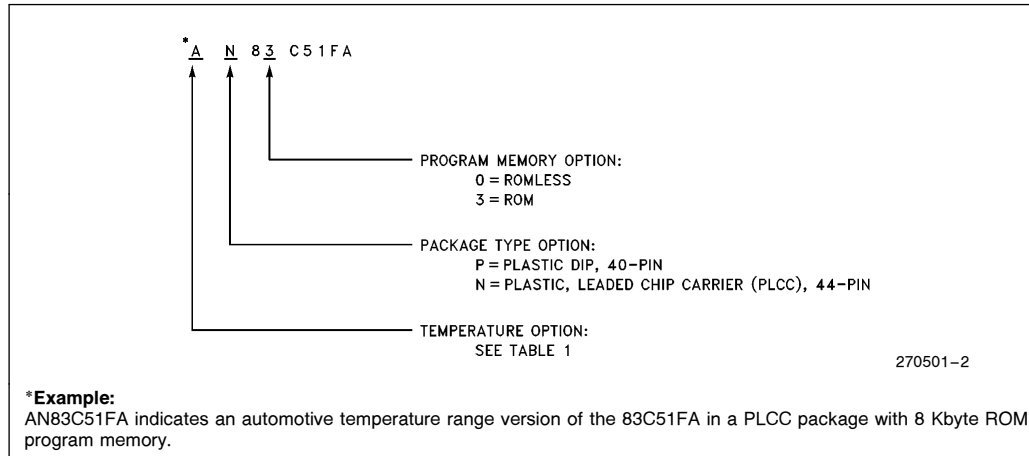 *A N 83 C51FA
PROGRAM MEMORY OPTION:
0 = ROMLESS
3 = ROM
PACKAGE TYPE OPTION:
P = PLASTIC DIP, 40-PIN
N = PLASTIC, LEADED CHIP CARRIER (PLCC), 44-PIN
TEMPERATURE OPTION:
SEE TABLE 1
270501-2
*Example:
AN83C51FA indicates an automotive temperature range version of the 83C51FA in a PLCC package with 8 Kbyte ROM
program memory.